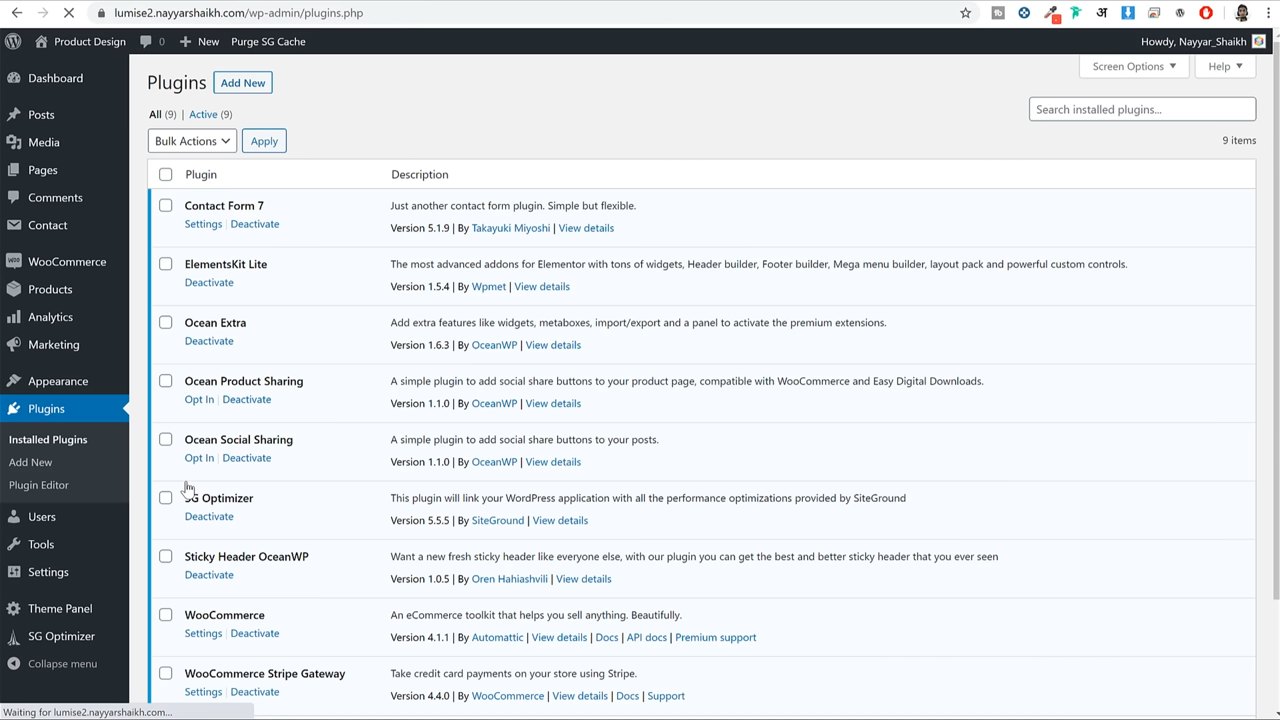 lumise2.nayyarshaikh.com/wp-admin/plugins.php
Product Design 0 New Purge SG Cache Howdy, Nayyar_Shaikh
Screen Options Help
Dashboard
Posts
Media
Pages
Comments
Contact
WooCommerce
Products
Analytics
Marketing
Appearance
Plugins
Installed Plugins
Add New
Plugin Editor
Users
Tools
Settings
Theme Panel
SG Optimizer
Collapse menu
Plugins Add New
All (9) | Active (9)
Search installed plugins...
Bulk Actions Apply
9 items
Plugin Description
Contact Form 7 Just another contact form plugin. Simple but flexible.
Settings | Deactivate Version 5.1.9 | By Takayuki Miyoshi | View details
ElementsKit Lite The most advanced addons for Elementor with tons of widgets, Header builder, Footer builder, Mega menu builder, layout pack and powerful custom controls.
Deactivate Version 1.5.4 | By Wpmet | View details
Ocean Extra Add extra features like widgets, metaboxes, import/export and a panel to activate the premium extensions.
Deactivate Version 1.6.3 | By OceanWP | View details
Ocean Product Sharing A simple plugin to add social share buttons to your product page, compatible with WooCommerce and Easy Digital Downloads.
Opt In | Deactivate Version 1.1.0 | By OceanWP | View details
Ocean Social Sharing A simple plugin to add social share buttons to your posts.
Opt In | Deactivate Version 1.1.0 | By OceanWP | View details
SG Optimizer This plugin will link your WordPress application with all the performance optimizations provided by SiteGround
Deactivate Version 5.5.5 | By SiteGround | View details
Sticky Header OceanWP Want a new fresh sticky header like everyone else, with our plugin you can get the best and better sticky header that you ever seen
Deactivate Version 1.0.5 | By Oren Hahiashvili | View details
WooCommerce An eCommerce toolkit that helps you sell anything. Beautifully.
Settings | Deactivate Version 4.1.1 | By Automattic | View details | Docs | API docs | Premium support
WooCommerce Stripe Gateway Take credit card payments on your store using Stripe.
Settings | Deactivate Version 4.4.0 | By WooCommerce | View details | Docs | Support
Waiting for lumise2.nayyarshaikh.com...